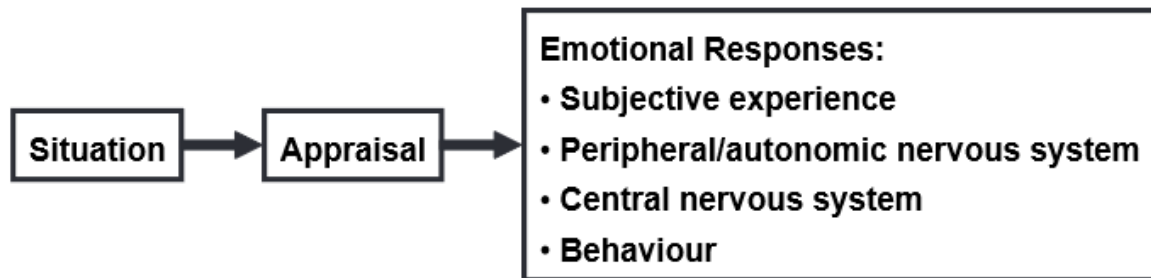 Situation
Appraisal
Emotional Responses:
• Subjective experience
• Peripheral/autonomic nervous system
• Central nervous system
• Behaviour